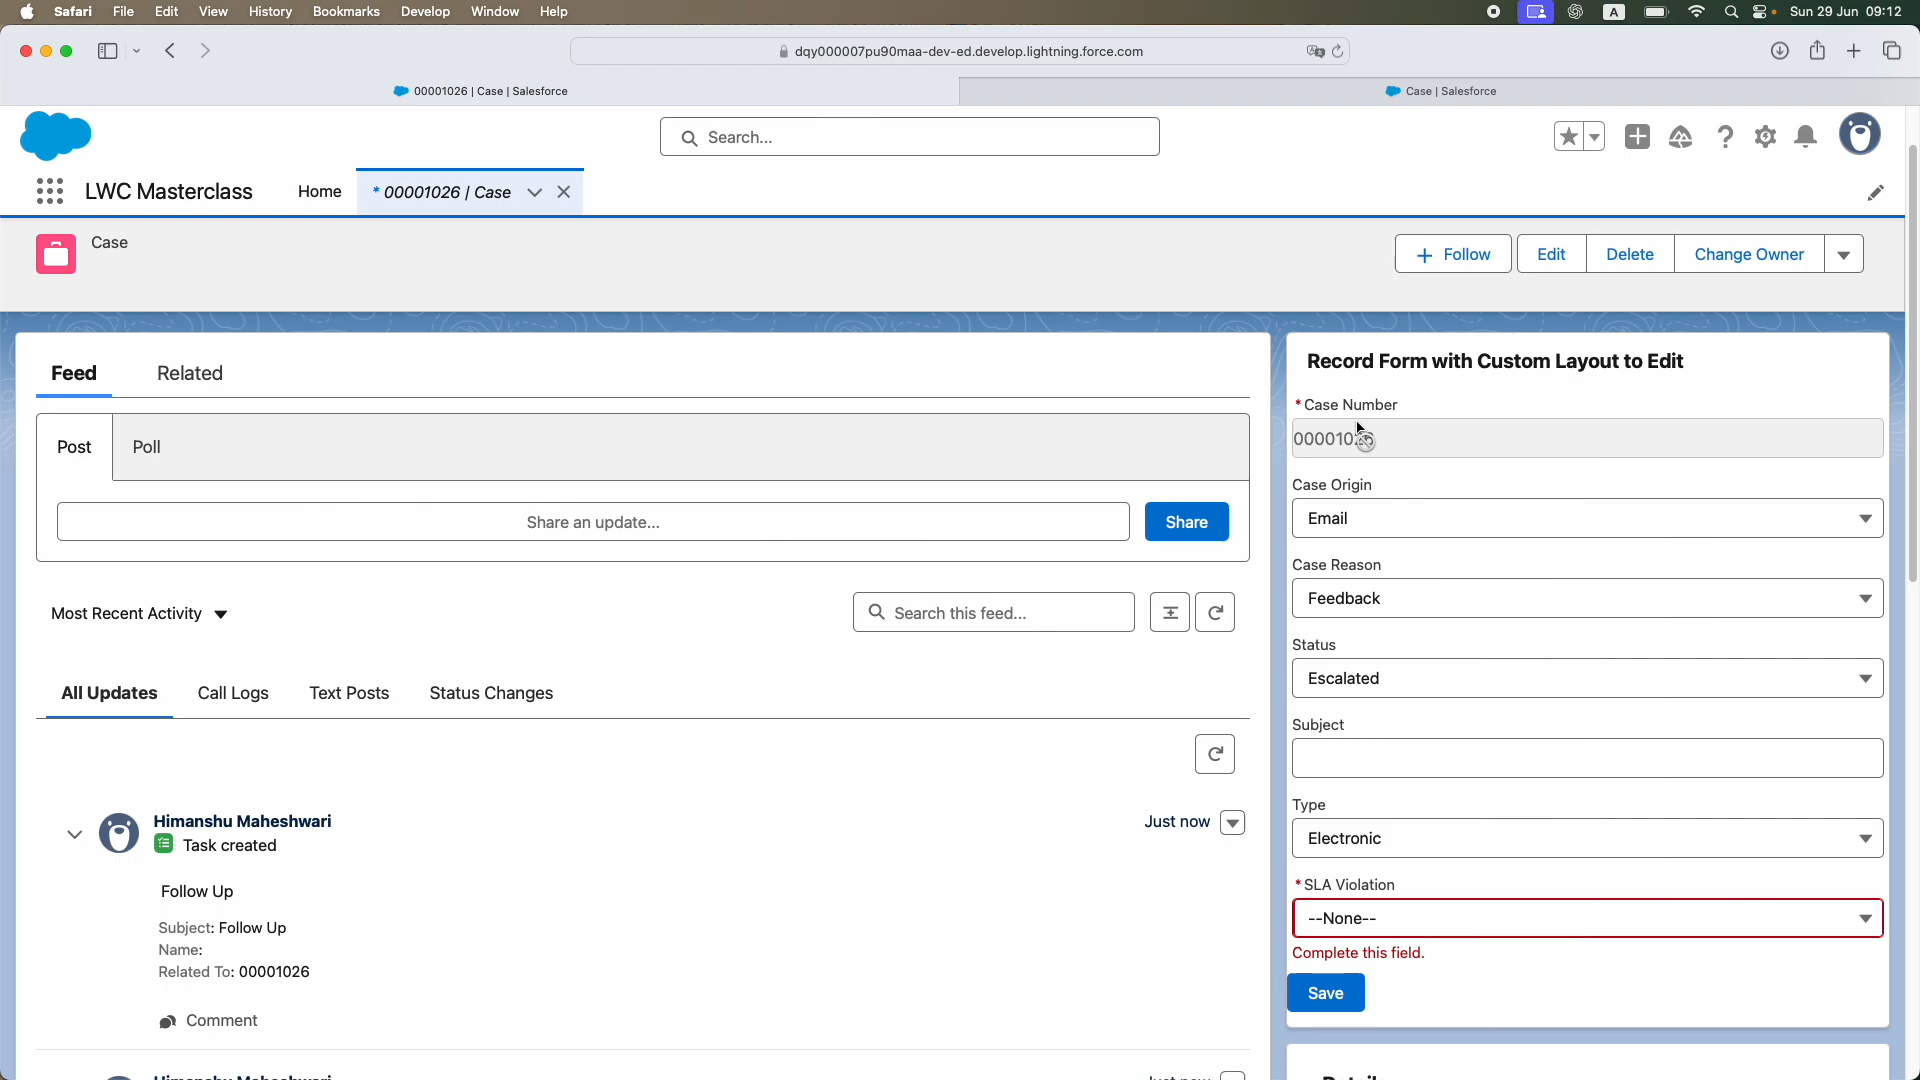 Safari File Edit View History Bookmarks Develop Window Help
A
Sun 29 Jun 09:12
dqy000007pu90maa-dev-ed.develop.lightning.force.com
00001026 | Case | Salesforce
Case | Salesforce
Search...
LWC Masterclass
Home
* 00001026 | Case
Case
Follow
Edit
Delete
Change Owner
Feed
Related
Post
Poll
Share an update...
Share
Most Recent Activity
Search this feed...
All Updates
Call Logs
Text Posts
Status Changes
Himanshu Maheshwari
Just now
Task created
Follow Up
Subject: Follow Up
Name:
Related To: 00001026
Comment
Himanshu Maheshwari
Just now
Record Form with Custom Layout to Edit
* Case Number
00001026
Case Origin
Email
Case Reason
Feedback
Status
Escalated
Subject
Type
Electronic
* SLA Violation
--None--
Complete this field.
Save